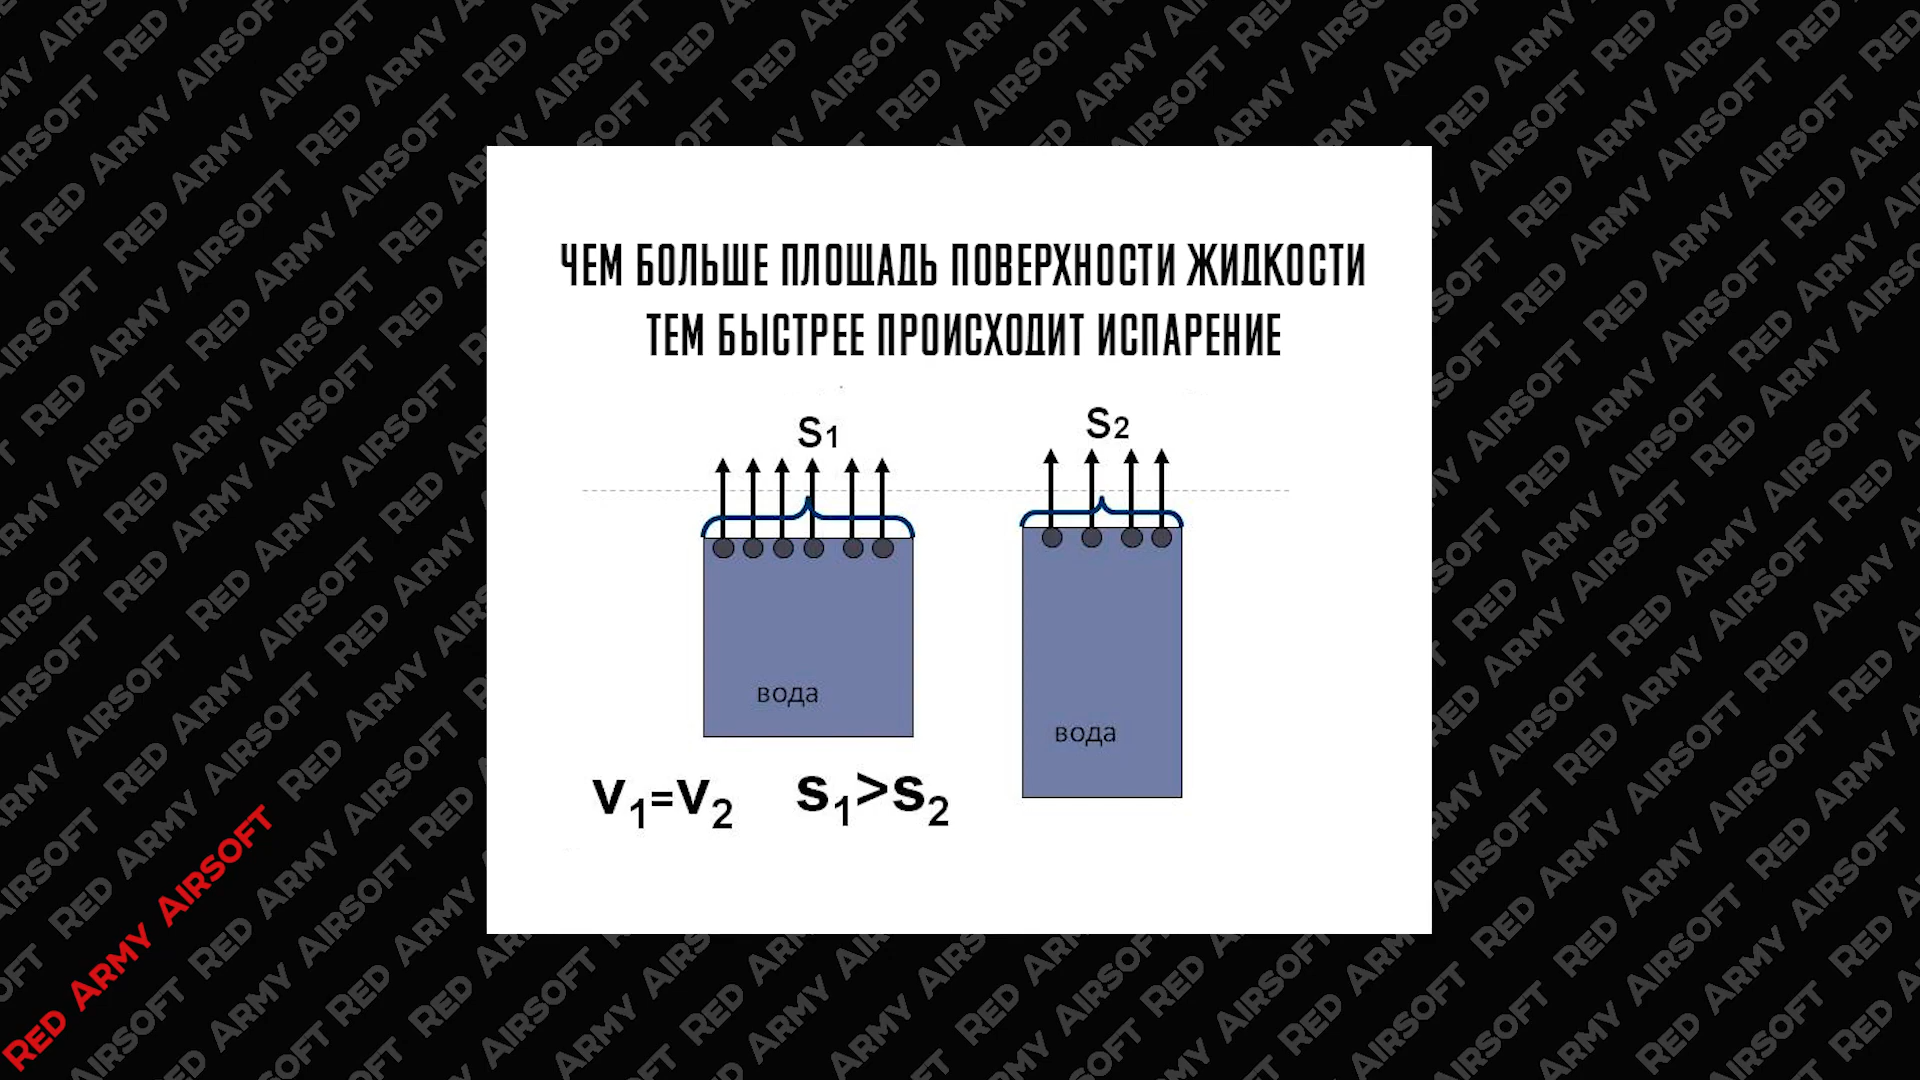 ЧЕМ БОЛЬШЕ ПЛОЩАДЬ ПОВЕРХНОСТИ ЖИДКОСТИ
ТЕМ БЫСТРЕЕ ПРОИСХОДИТ ИСПАРЕНИЕ
S1
S2
вода
вода
V1=V2
S1>S2
RED ARMY AIRSOFT